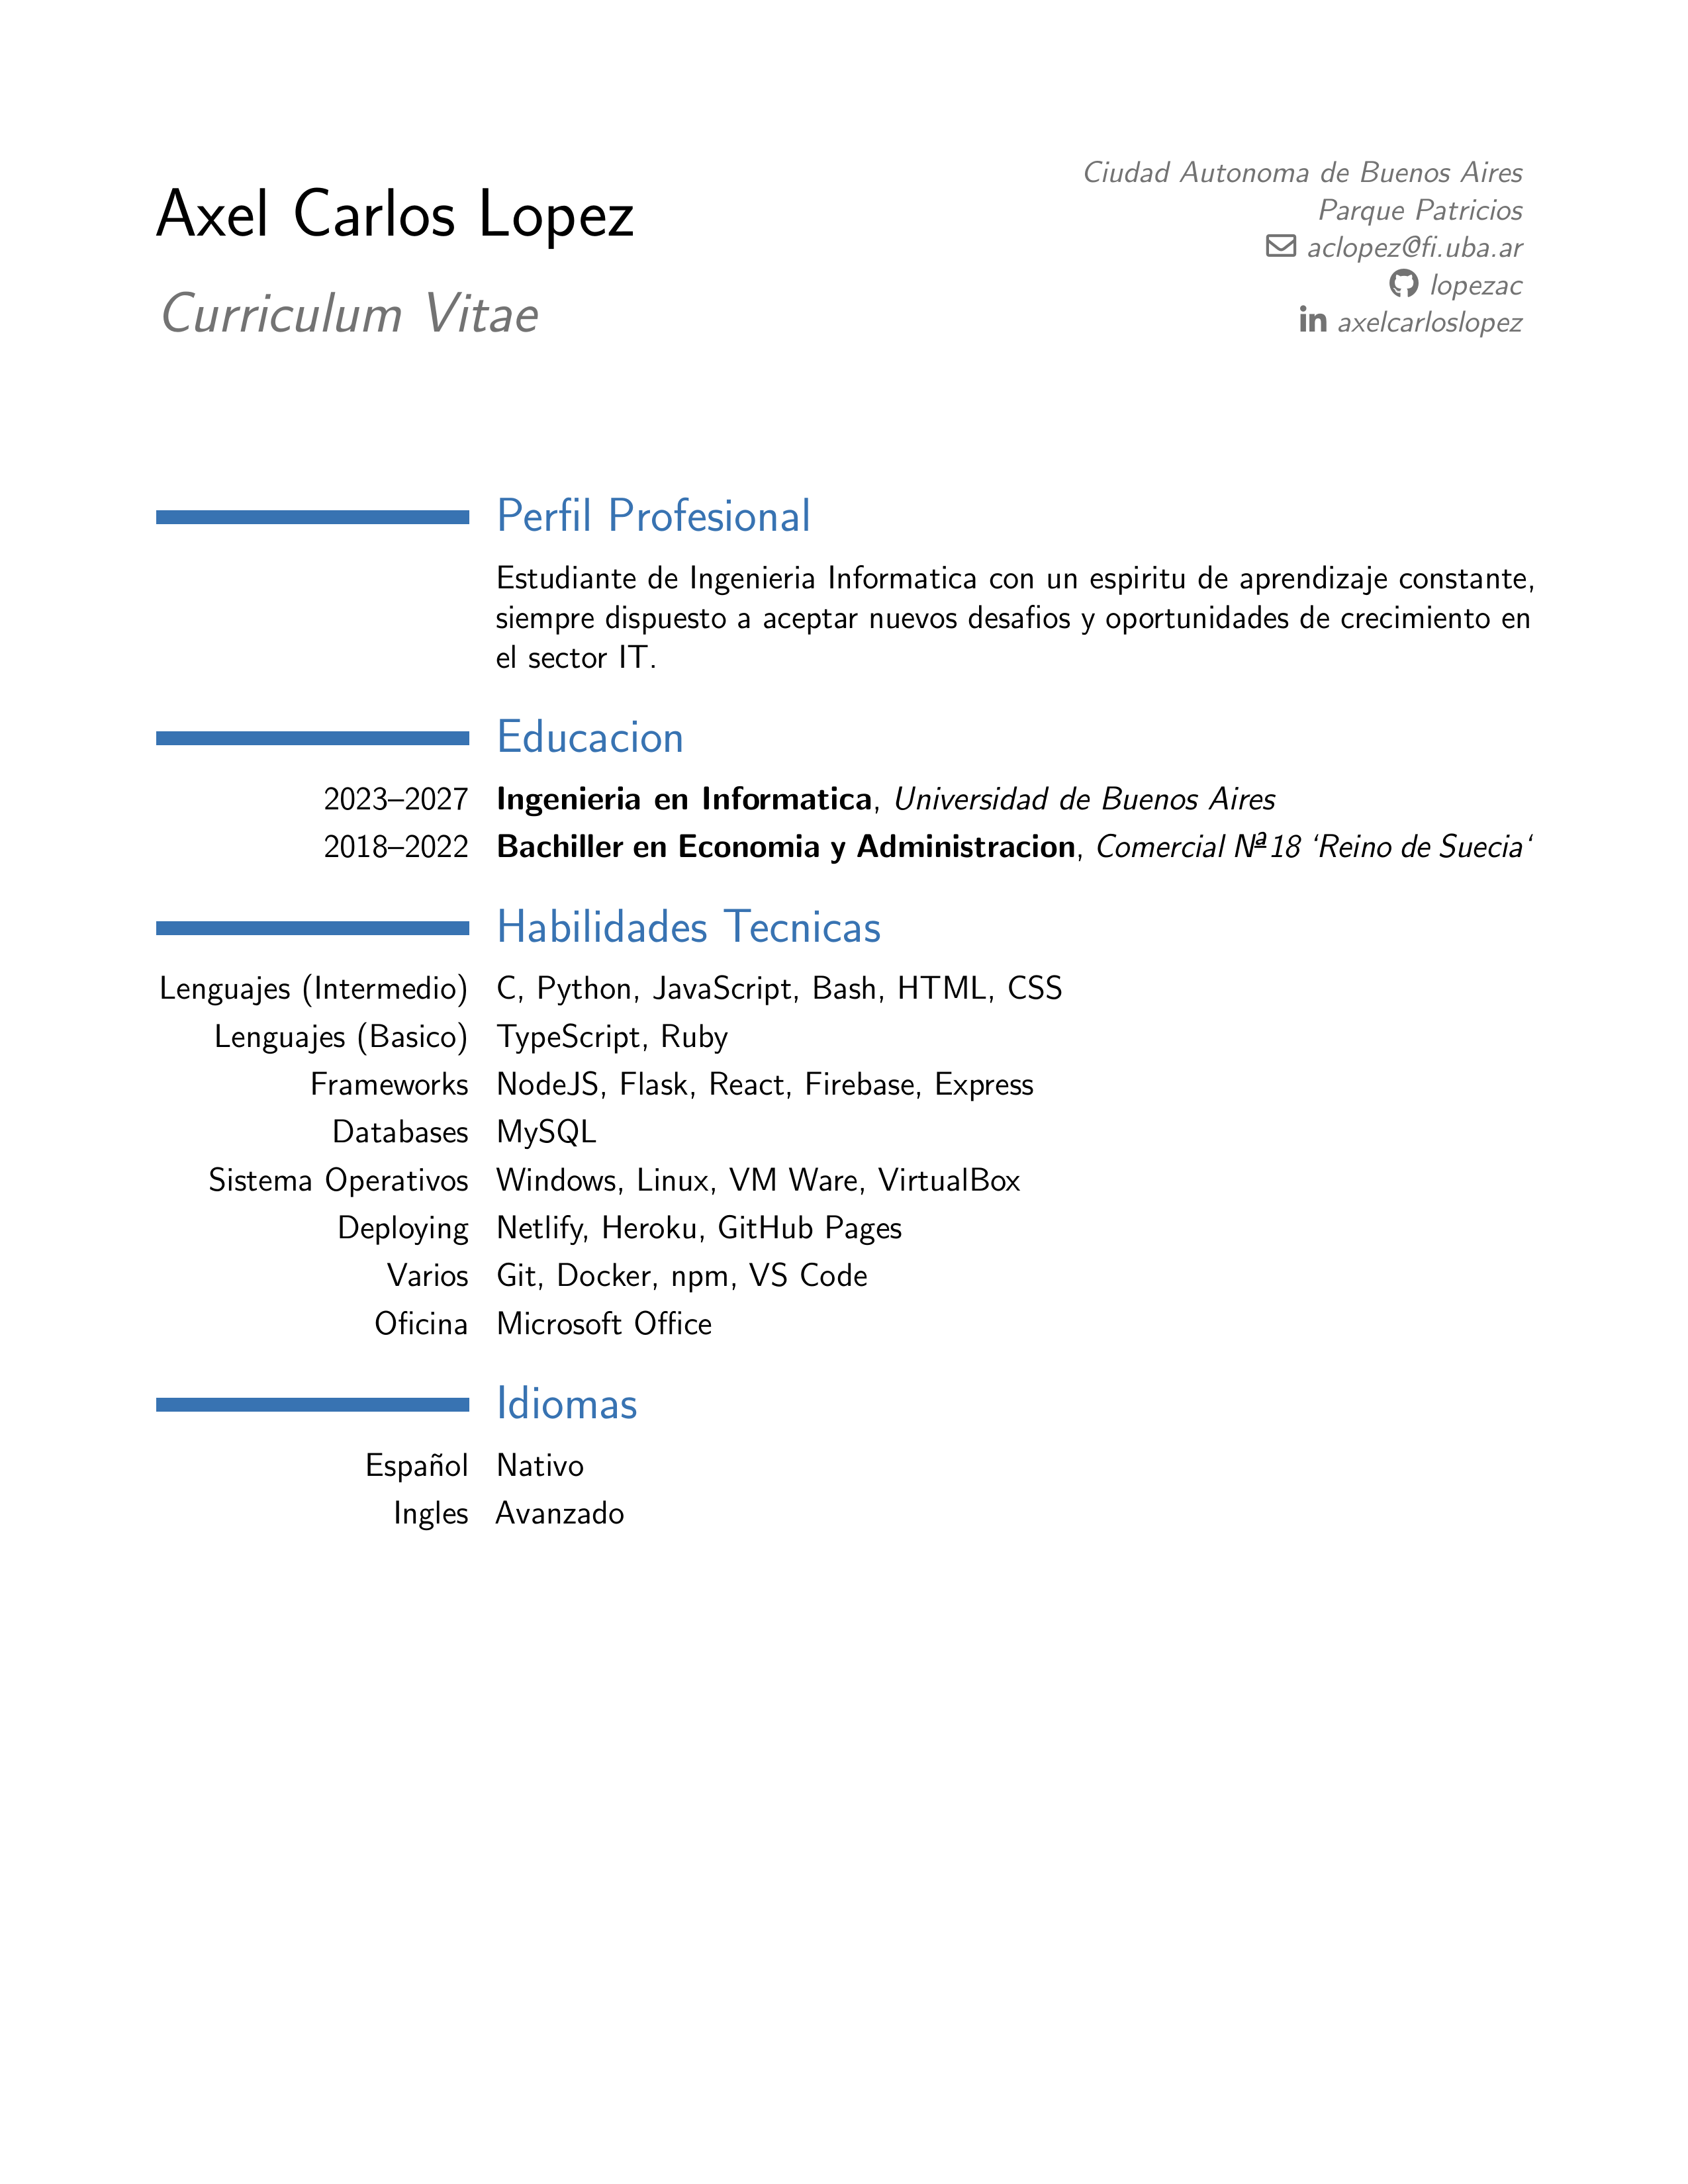 Axel Carlos Lopez
Curriculum Vitae
Ciudad Autonoma de Buenos Aires
Parque Patricios
aclopez@fi.uba.ar
lopezac
in axelcarloslopez
Perfil Profesional
Estudiante de Ingenieria Informatica con un espiritu de aprendizaje constante,
siempre dispuesto a aceptar nuevos desafios y oportunidades de crecimiento en
el sector IT.
Educacion
2023–2027 Ingenieria en Informatica, Universidad de Buenos Aires
2018–2022 Bachiller en Economia y Administracion, Comercial Nª18 ‘Reino de Suecia‘
Habilidades Tecnicas
Lenguajes (Intermedio) C, Python, JavaScript, Bash, HTML, CSS
Lenguajes (Basico) TypeScript, Ruby
Frameworks NodeJS, Flask, React, Firebase, Express
Databases MySQL
Sistema Operativos Windows, Linux, VM Ware, VirtualBox
Deploying Netlify, Heroku, GitHub Pages
Varios Git, Docker, npm, VS Code
Oficina Microsoft Office
Idiomas
Español Nativo
Ingles Avanzado